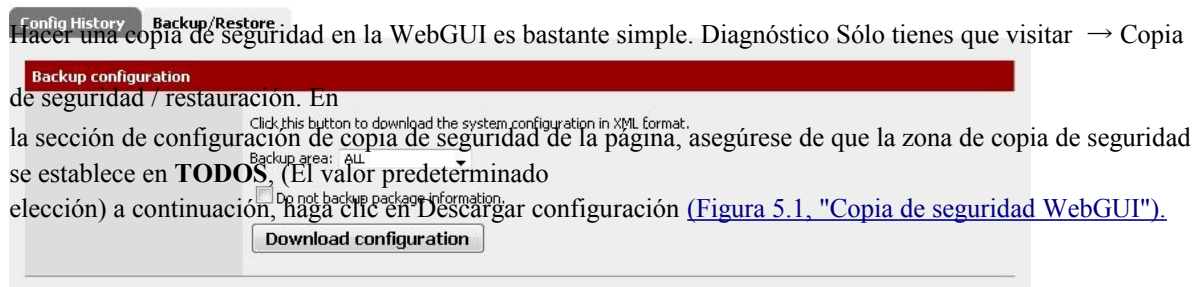 Config History Backup/Restore
Hacer una copia de seguridad en la WebGUI es bastante simple. Diagnóstico Sólo tienes que visitar → Copia
Backup configuration
de seguridad / restauración. En
Click this button to download the system configuration in XML format.
la sección de configuración de copia de seguridad de la página, asegúrese de que la zona de copia de seguridad
Backup area: ALL
se establece en TODOS, (El valor predeterminado
Do not backup package information.
elección) a continuación, haga clic en Descargar configuración (Figura 5.1, "Copia de seguridad WebGUI").
Download configuration